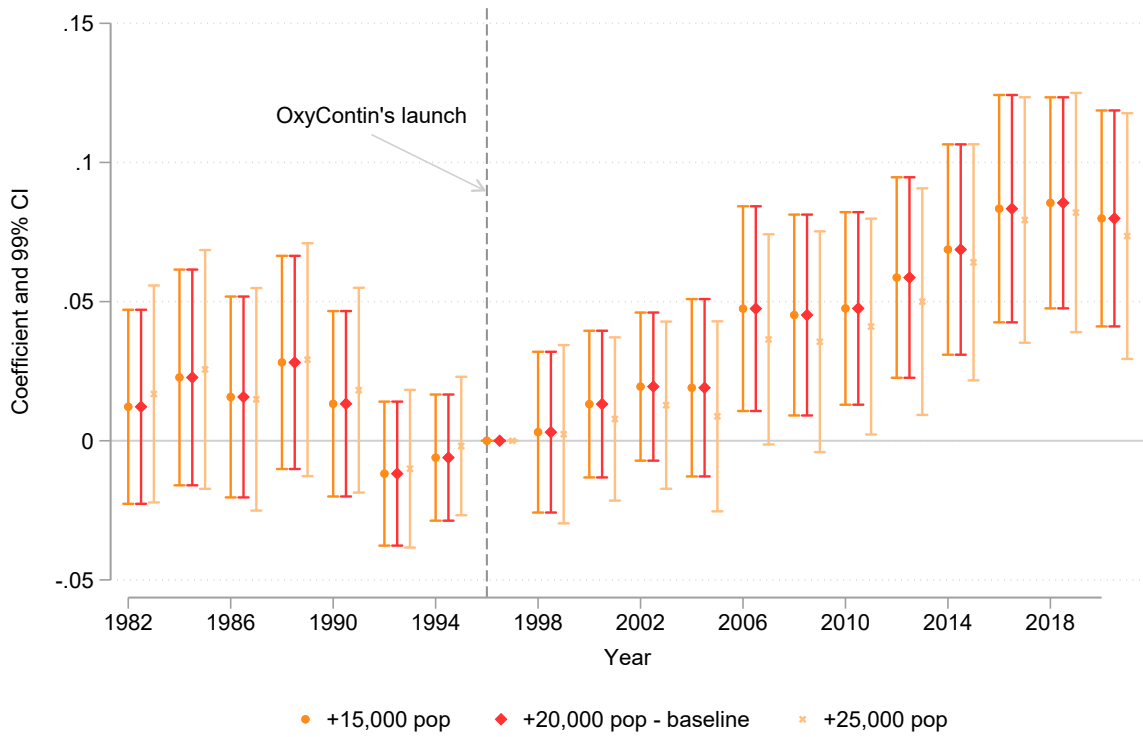 .15
OxyContin's launch
.1
.05
0
-.05
Coefficient and 99% CI
1982 1986 1990 1994 1998 2002 2006 2010 2014 2018
Year
+15,000 pop +20,000 pop - baseline +25,000 pop